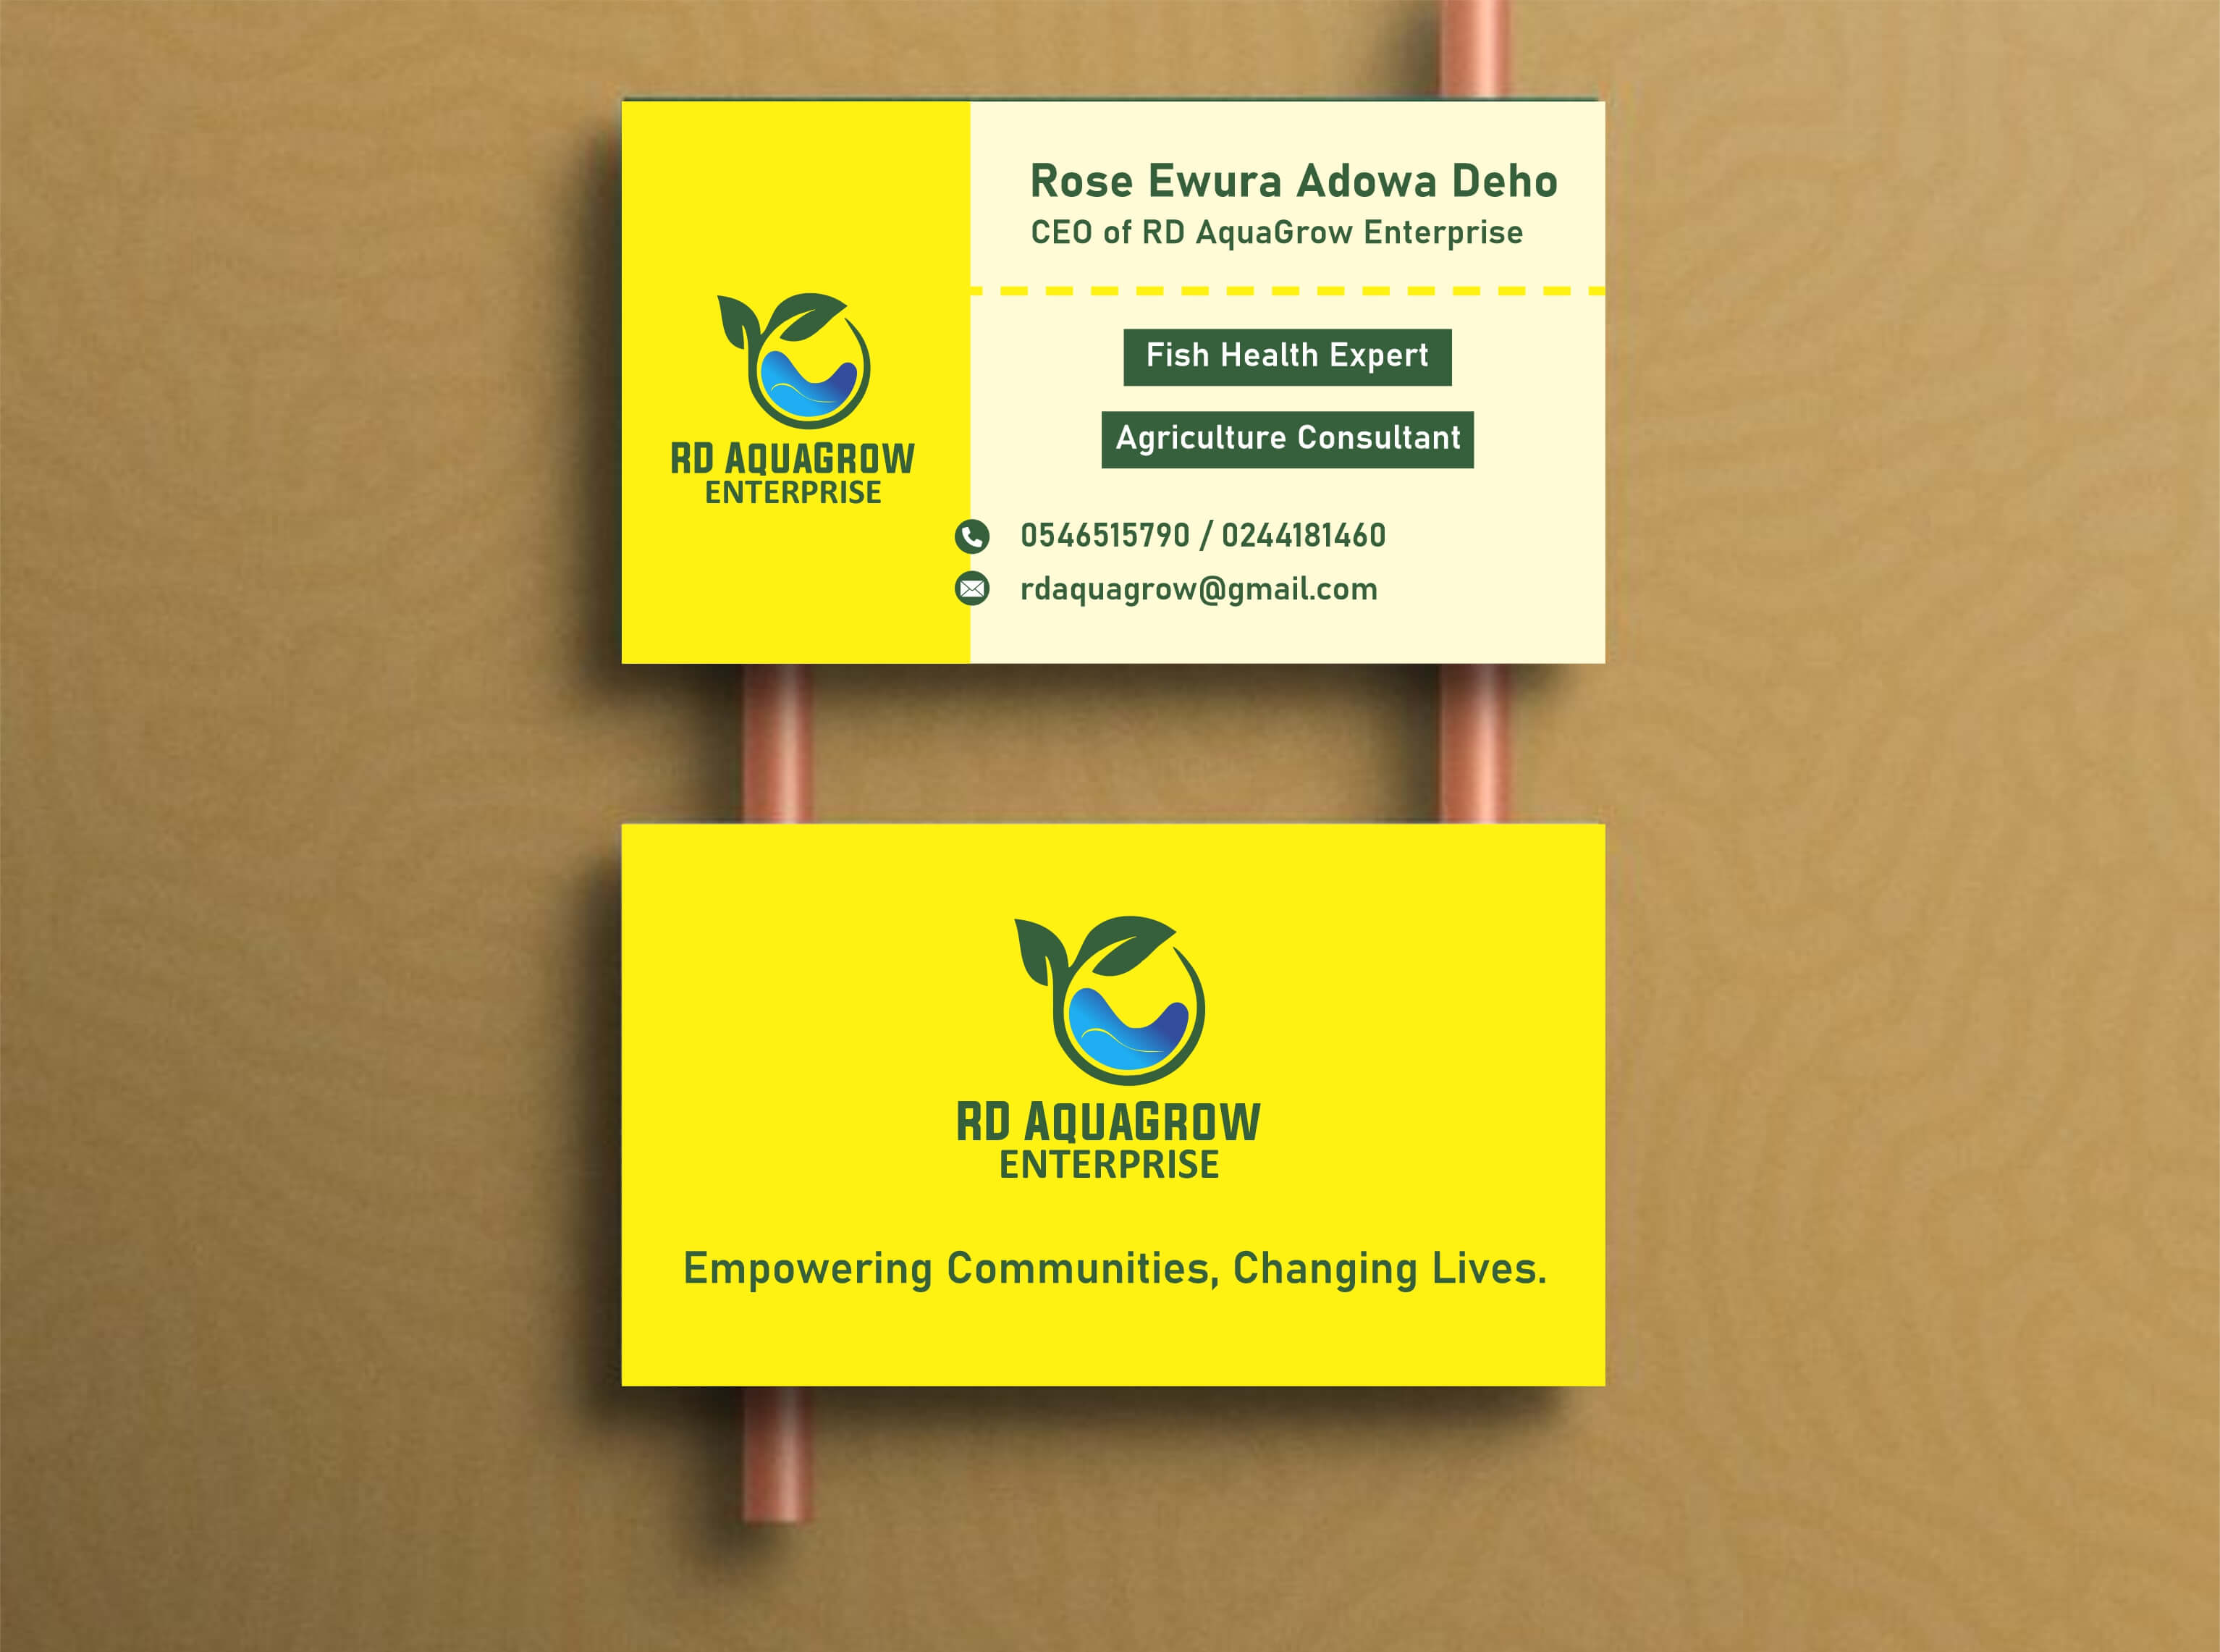 Rose Ewura Adowa Deho
CEO of RD AquaGrow Enterprise
Fish Health Expert
Agriculture Consultant
RD AQUAGROW
ENTERPRISE
0546515790 / 0244181460
rdaquagrow@gmail.com
RD AQUAGROW
ENTERPRISE
Empowering Communities, Changing Lives.